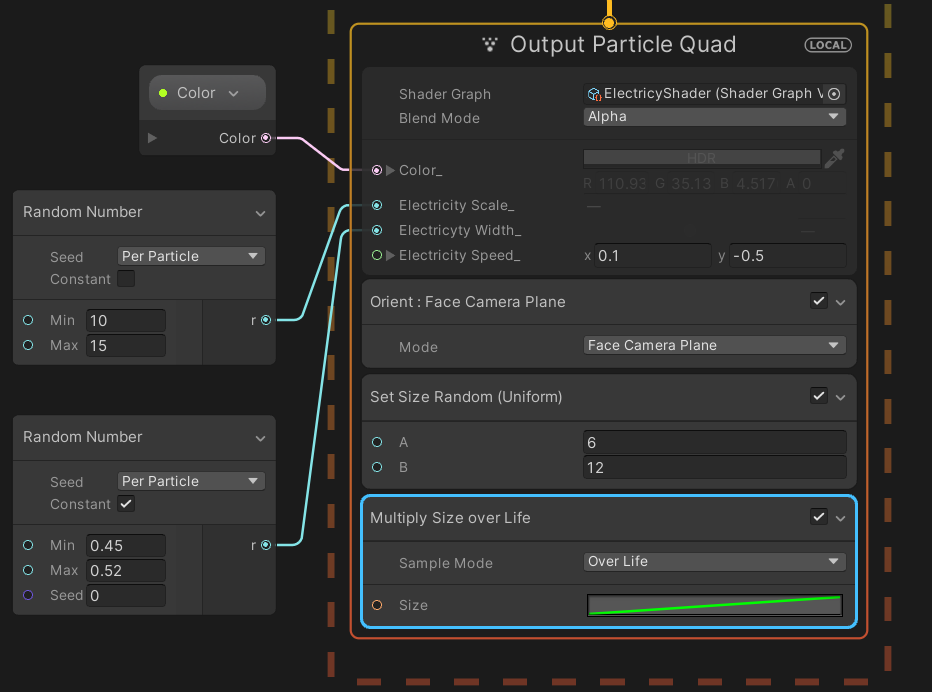 Output Particle Quad
LOCAL
Color
Color
Shader Graph
ElectricyShader (Shader Graph V
Blend Mode
Alpha
Color_
HDR
R 110.93 G 35.13 B 4.517 A 0
Electricity Scale_
Electricyty Width_
Electricity Speed_
x 0.1
y -0.5
Random Number
Seed
Per Particle
Constant
Min 10
Max 15
r
Orient : Face Camera Plane
Mode
Face Camera Plane
Set Size Random (Uniform)
A
6
B
12
Random Number
Seed
Per Particle
Constant
Min 0.45
Max 0.52
Seed 0
r
Multiply Size over Life
Sample Mode
Over Life
Size